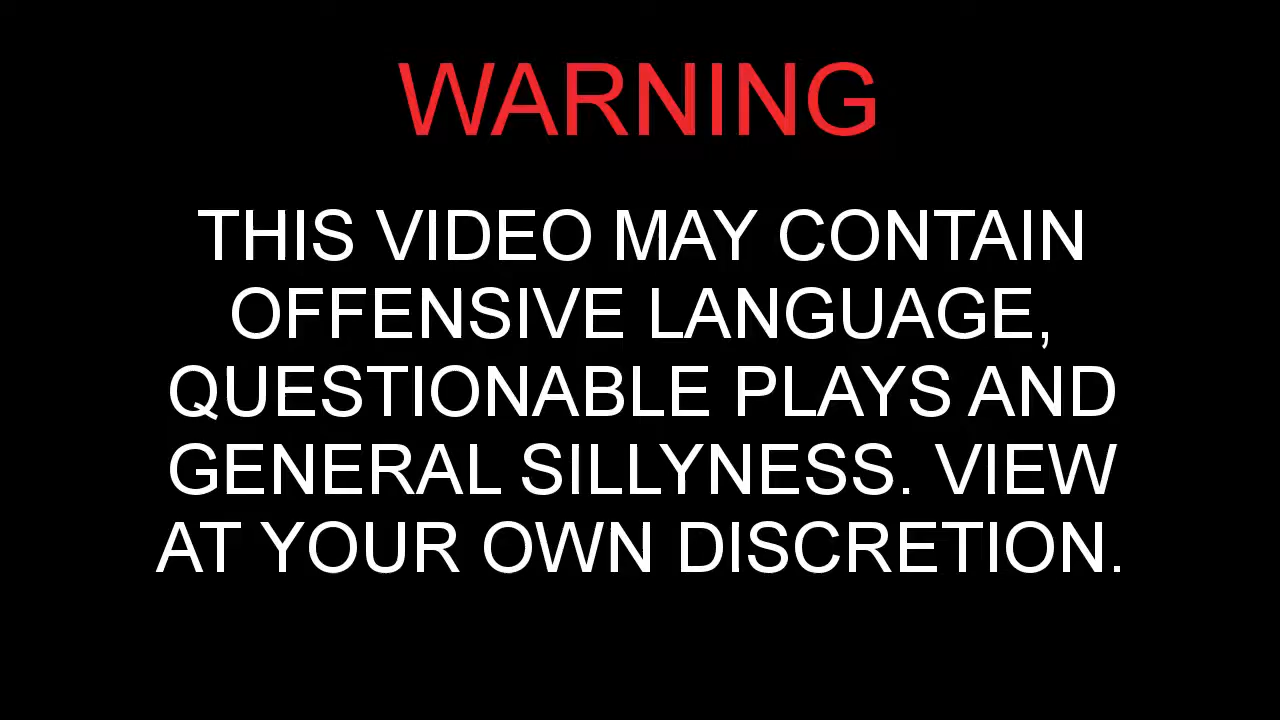 WARNING
THIS VIDEO MAY CONTAIN
OFFENSIVE LANGUAGE,
QUESTIONABLE PLAYS AND
GENERAL SILLYNESS. VIEW
AT YOUR OWN DISCRETION.